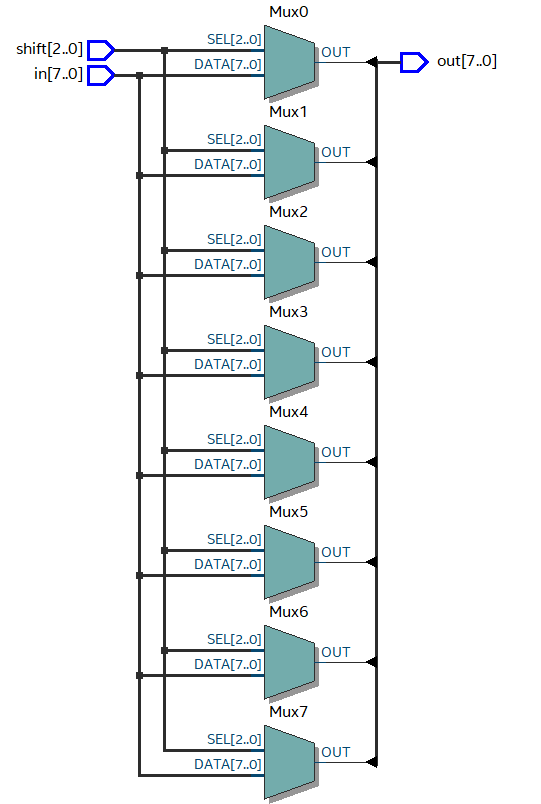 Mux0
shift[2..0] SEL[2..0] OUT out[7..0]
in[7..0] DATA[7..0]
Mux1
SEL[2..0] OUT
DATA[7..0]
Mux2
SEL[2..0] OUT
DATA[7..0]
Mux3
SEL[2..0] OUT
DATA[7..0]
Mux4
SEL[2..0] OUT
DATA[7..0]
Mux5
SEL[2..0] OUT
DATA[7..0]
Mux6
SEL[2..0] OUT
DATA[7..0]
Mux7
SEL[2..0] OUT
DATA[7..0]